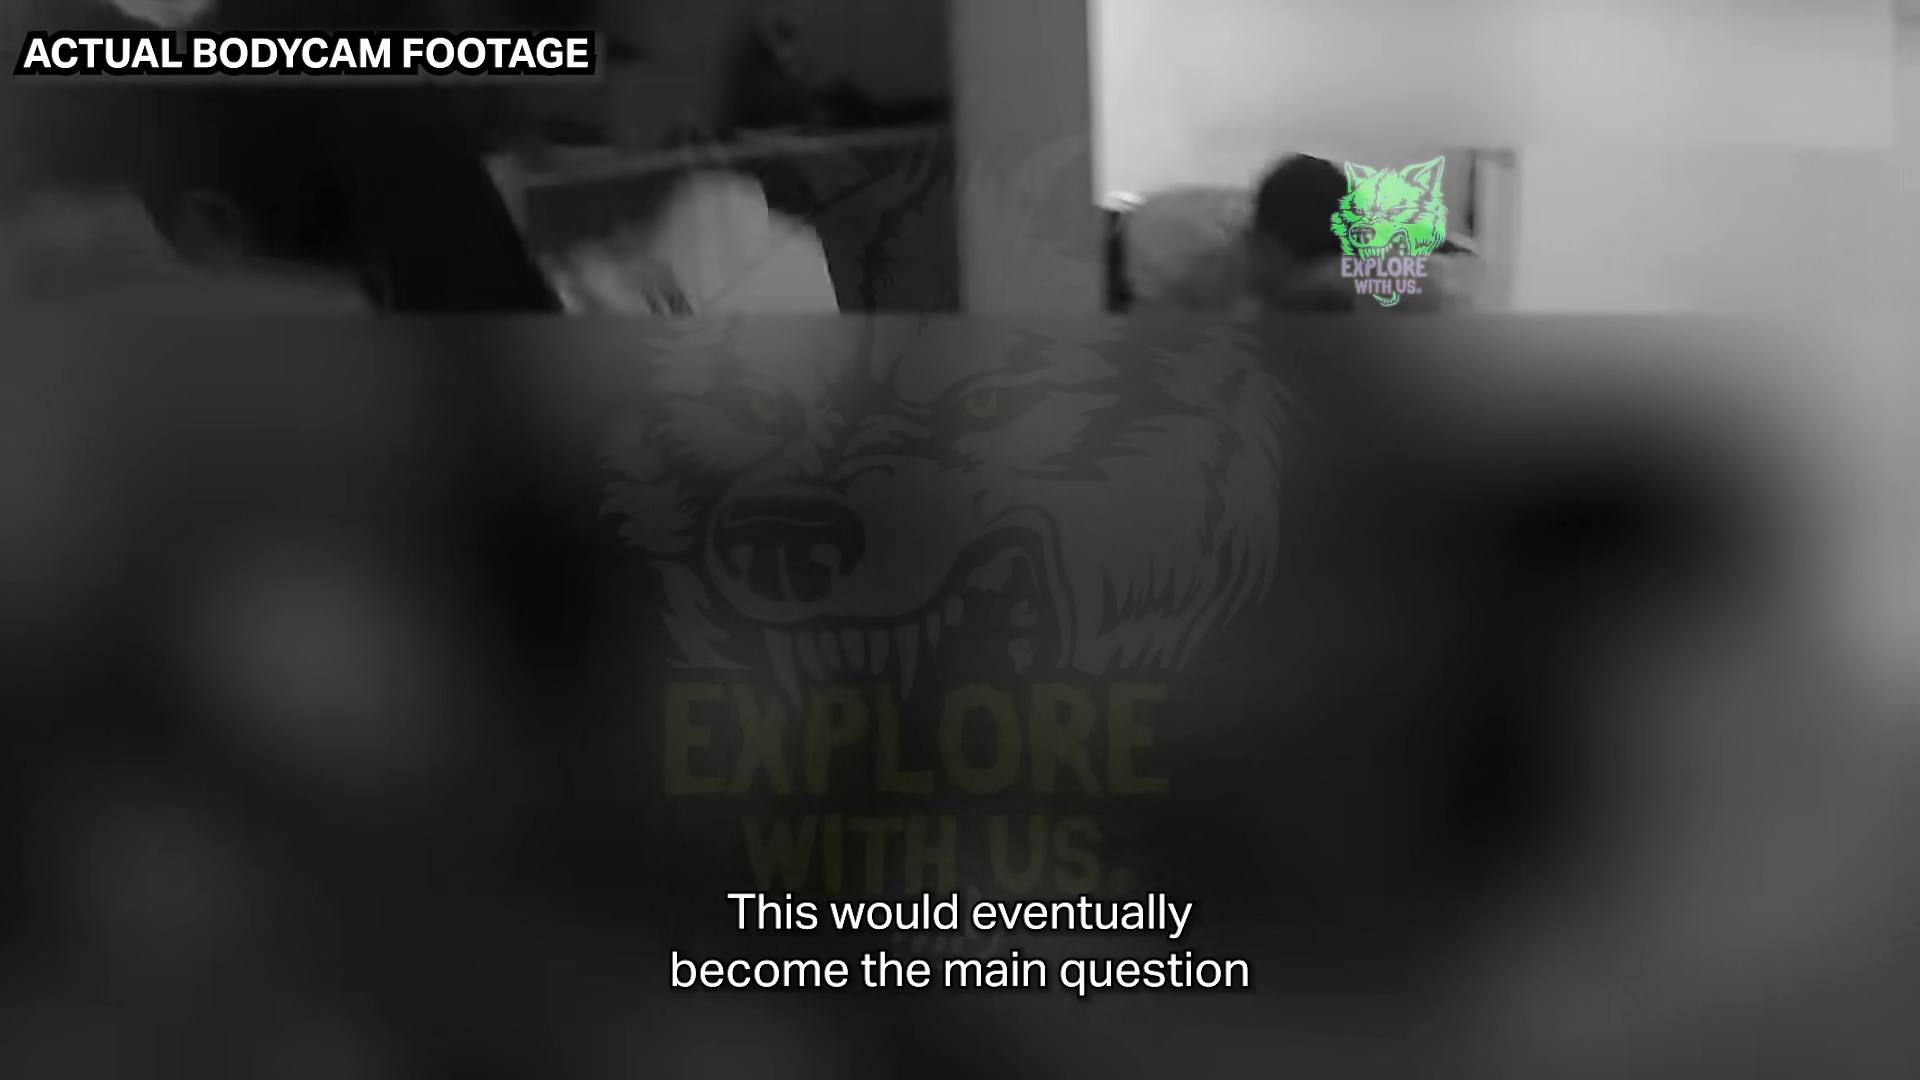 ACTUAL BODYCAM FOOTAGE
EXPLORE
WITH US.
EXPLORE
WITH US.
This would eventually
become the main question